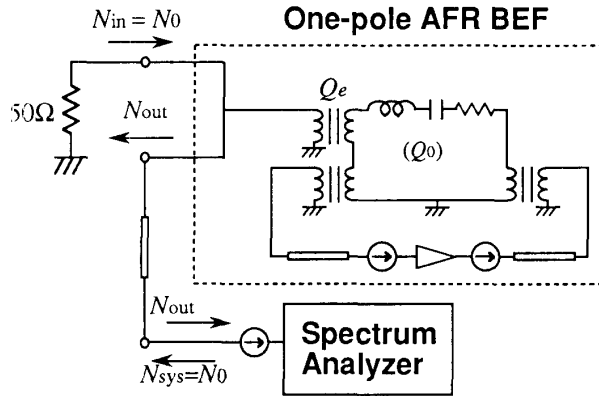 One-pole AFR BEF
Nin = N0
50Ω
Nout
Qe
(Q0)
Nout
Nsys=N0
Spectrum
Analyzer